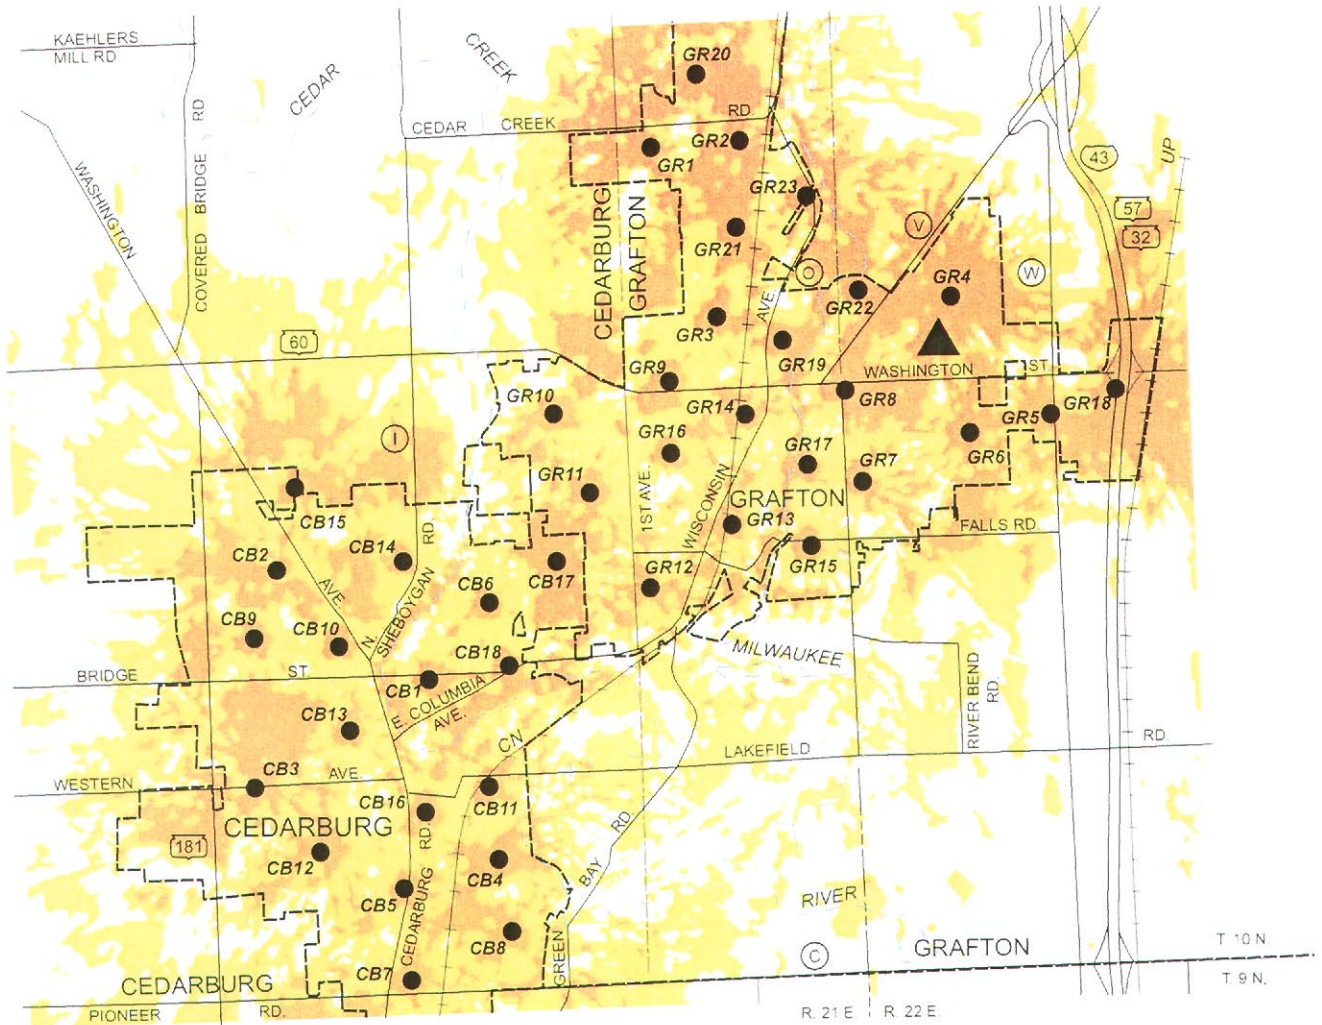 KAEHLERS
MILL RD
CEDAR
CREEK
GR20
COVERED BRIDGE RD
WASHINGTON
CEDAR CREEK RD.
GR2
GR1
43
UP
GR23
57
32
CEDARBURG
GRAFTON
V
GR21
O
W
GR4
AVE.
GR22
GR3
60
GR19
GR9
WASHINGTON ST.
GR10
GR14
GR8
GR5
GR18
I
GR16
GR17
GR7
GR6
GR11
1ST AVE.
WISCONSIN
GRAFTON
CB15
GR13
FALLS RD.
CB2
CB14
RD.
CB17
GR12
GR15
AVE.
CB6
N. SHEBOYGAN
CB9
CB10
CB18
MILWAUKEE
BRIDGE ST.
CB1
E. COLUMBIA
AVE.
RIVER BEND
RD.
CB13
CN
LAKEFIELD
RD.
WESTERN AVE.
CB3
CB16
CB11
RD.
CEDARBURG
RD.
181
CB12
CB4
BAY
CB5
CEDARBURG
RIVER
CB8
GREEN
C
GRAFTON
T 10 N.
CEDARBURG
CB7
T. 9 N.
PIONEER RD.
R. 21 E
R. 22 E.